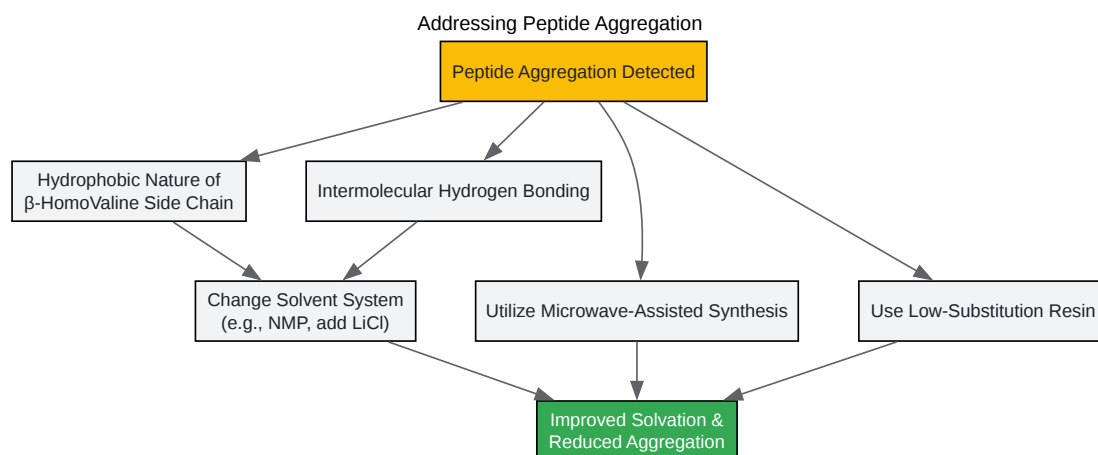 Addressing Peptide Aggregation
Peptide Aggregation Detected
Hydrophobic Nature of
β-HomoValine Side Chain
Intermolecular Hydrogen Bonding
Change Solvent System
(e.g., NMP, add LiCl)
Utilize Microwave-Assisted Synthesis
Use Low-Substitution Resin
Improved Solvation &
Reduced Aggregation